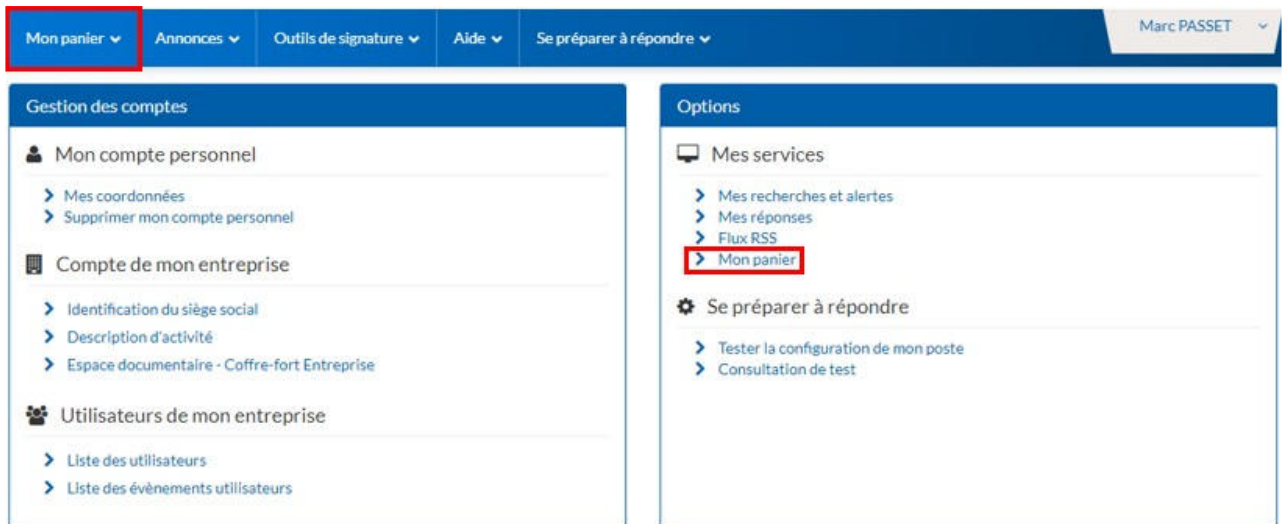 Mon panier
Annonces
Outils de signature
Aide
Se préparer à répondre
Marc PASSET
Gestion des comptes
Mon compte personnel
Mes coordonnées
Supprimer mon compte personnel
Compte de mon entreprise
Identification du siège social
Description d'activité
Espace documentaire - Coffre-fort Entreprise
Utilisateurs de mon entreprise
Liste des utilisateurs
Liste des évènements utilisateurs
Options
Mes services
Mes recherches et alertes
Mes réponses
Flux RSS
Mon panier
Se préparer à répondre
Tester la configuration de mon poste
Consultation de test